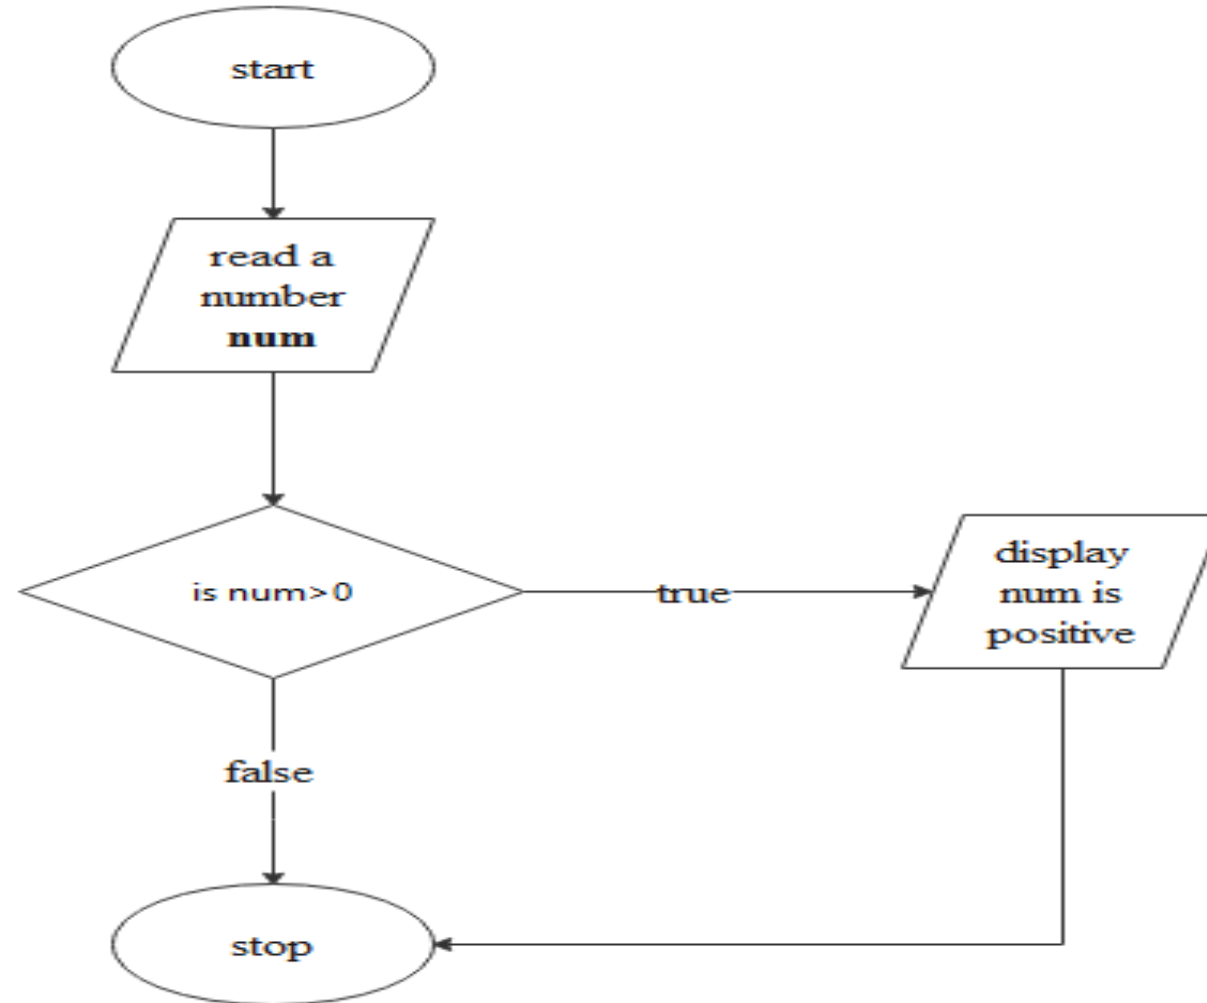 start
read a
number
num
is num>0
true
display
num is
positive
false
stop